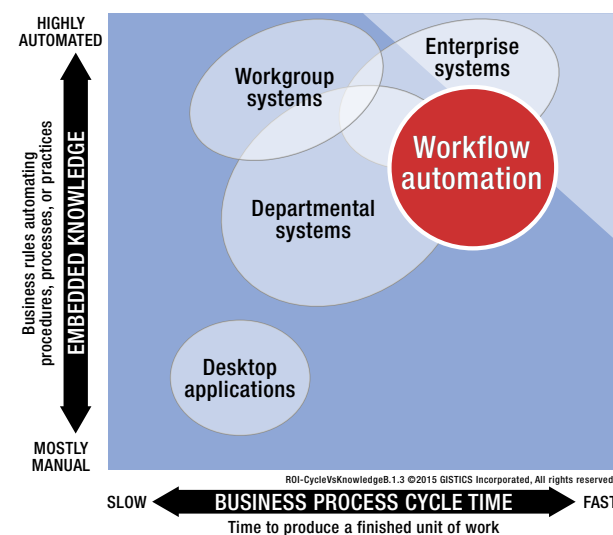 HIGHLY
AUTOMATED
Business rules automating
procedures, processes, or practices
EMBEDDED KNOWLEDGE
MOSTLY
MANUAL
Workgroup
systems
Enterprise
systems
Workflow
automation
Departmental
systems
Desktop
applications
ROI-CycleVsKnowledgeB.1.3 ©2015 GISTICS Incorporated, All rights reserved
SLOW
BUSINESS PROCESS CYCLE TIME
FAST
Time to produce a finished unit of work